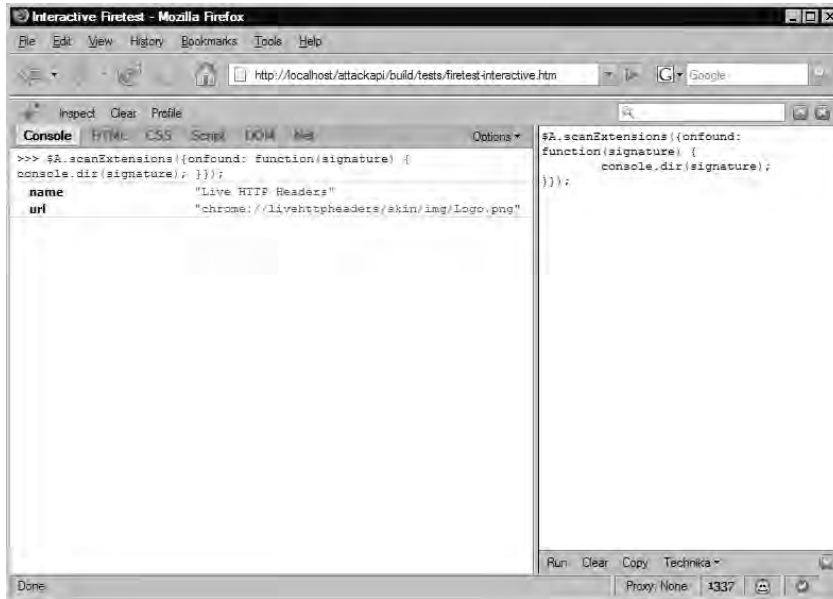 Interactive Firetest - Mozilla Firefox
File Edit View History Bookmarks Tools Help
http://localhost/attackapi/build/tests/firetest-interactive.htm
G Google
Inspect Clear Profile
Console HTML CSS Script DOM Net Options
>>> $A.scanExtensions({onfound: function(signature) {
console.dir(signature); }});
name "Live HTTP Headers"
url "chrome://livehttpheaders/skin/img/Logo.png"
$A.scanExtensions({onfound:
function(signature) {
console.dir(signature);
}});
Run Clear Copy Technika
Done Proxy: None 1337